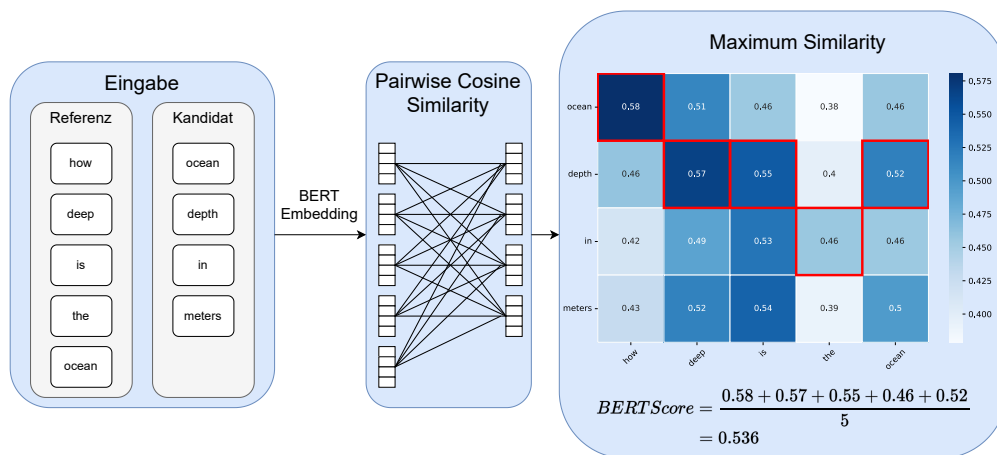 Eingabe
Referenz
how
deep
is
the
ocean
Kandidat
ocean
depth
in
meters
BERT
Embedding
Pairwise Cosine
Similarity
Maximum Similarity
ocean 0.58 0.51 0.46 0.38 0.46
depth 0.46 0.57 0.55 0.4 0.52
in 0.42 0.49 0.53 0.46 0.46
meters 0.43 0.52 0.54 0.39 0.5
how deep is the ocean
0,575
0,550
0,525
0,500
0,475
0,450
0,425
0,400
BERTScore = \frac{0.58 + 0.57 + 0.55 + 0.46 + 0.52}{5}
= 0.536